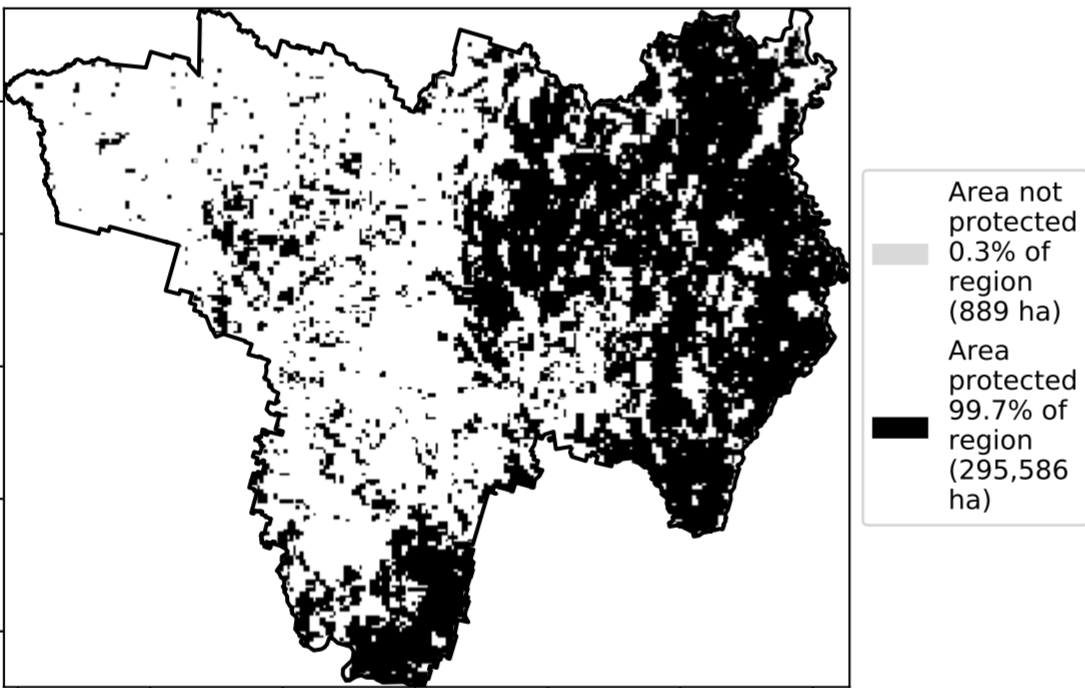 Area not
protected
0.3% of
region
(889 ha)
Area
protected
99.7% of
region
(295,586
ha)